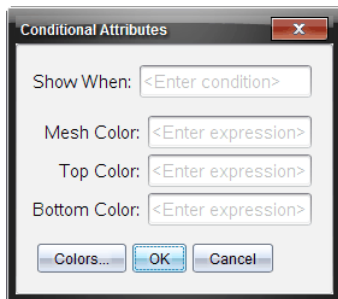 Conditional Attributes
Show When: <Enter condition>
Mesh Color: <Enter expression>
Top Color: <Enter expression>
Bottom Color: <Enter expression>
Colors... OK Cancel